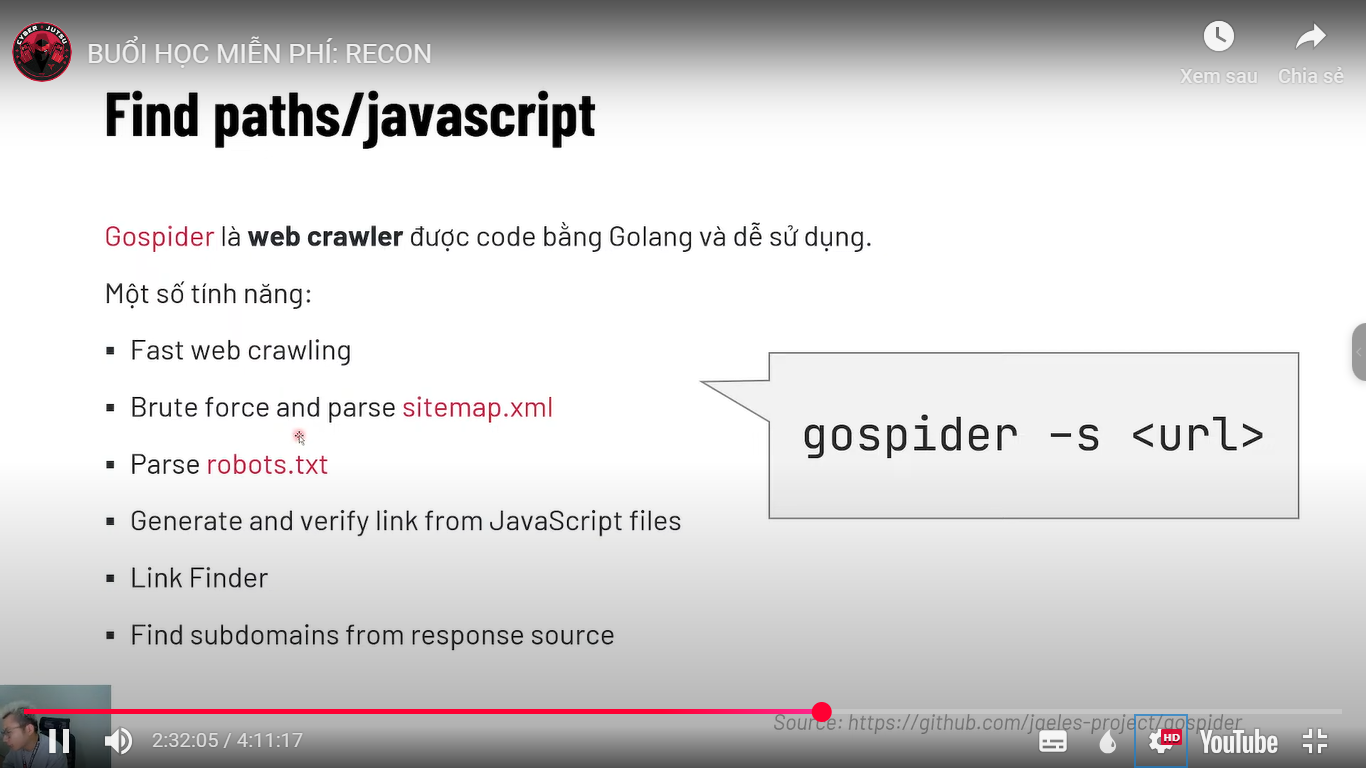 CYBER JUTSU
BUỔI HỌC MIỄN PHÍ: RECON
Xem sau
Chia sẻ
Find paths/javascript
Gospider là web crawler được code bằng Golang và dễ sử dụng.
Một số tính năng:
▪ Fast web crawling
▪ Brute force and parse sitemap.xml
▪ Parse robots.txt
▪ Generate and verify link from JavaScript files
▪ Link Finder
▪ Find subdomains from response source
gospider -s <url>
Source: https://github.com/jaeles-project/gospider
2:32:05 / 4:11:17
HD
YouTube